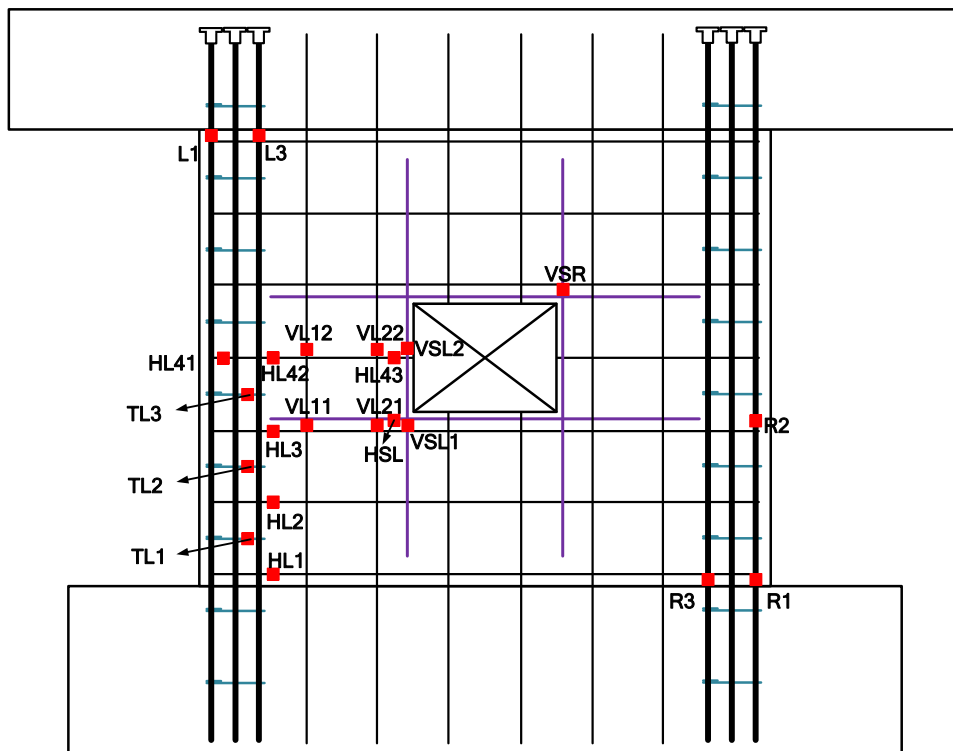 L1
L3
VSR
VL12
VL22
VSL2
HL41
HL42
HL43
TL3
VL11
VL21
R2
HL3
HSL
VSL1
TL2
HL2
TL1
HL1
R3
R1